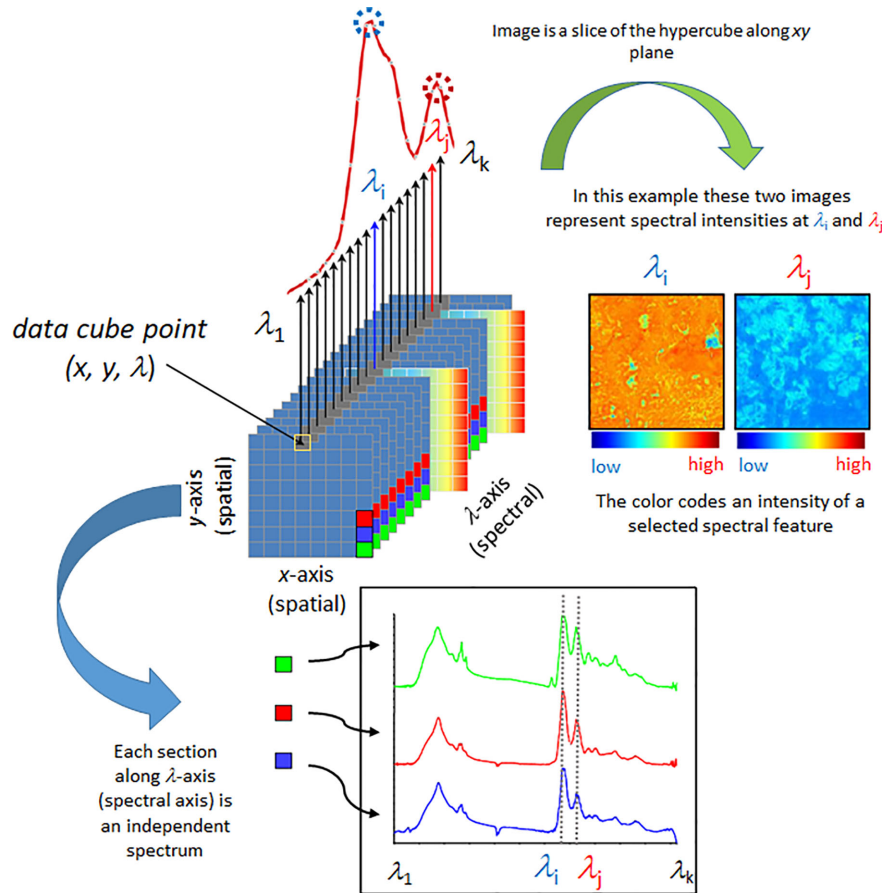 Image is a slice of the hypercube along xy
plane
λj
λk
λi
In this example these two images
represent spectral intensities at λi and λj
λi
λj
λ1
data cube point
(x, y, λ)
low
high
low
high
y-axis
(spatial)
λ-axis
(spectral)
The color codes an intensity of a
selected spectral feature
x-axis
(spatial)
Each section
along λ-axis
(spectral axis) is
an independent
spectrum
λ1
λi
λj
λk